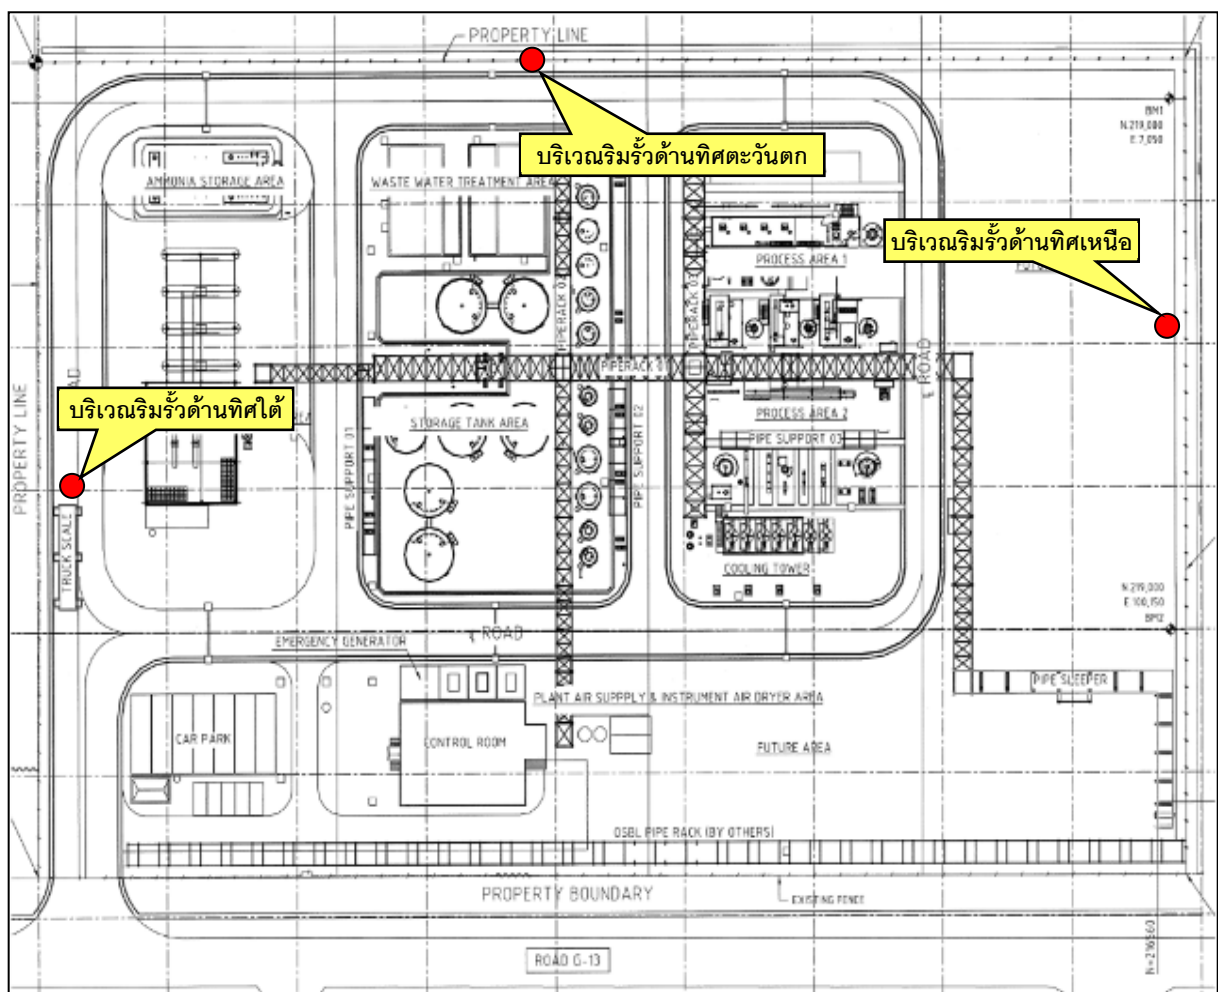 PROPERTY LINE
บริเวณริมรั้วด้านทิศตะวันตก
BM1
N.219,080
E.7,050
AMMONIA STORAGE AREA
WASTE WATER TREATMENT AREA
บริเวณริมรั้วด้านทิศเหนือ
PROCESS AREA 1
PIPERACK 02
PIPERACK 03
PIPERACK 01
E ROAD
PROPERTY LINE
บริเวณริมรั้วด้านทิศใต้
STORAGE TANK AREA
PROCESS AREA 2
PIPE SUPPORT 03
PIPE SUPPORT 01
PIPE SUPPORT 02
TRUCK SCALE
COOLING TOWER
N.219,000
E.100,150
BM2
ROAD
EMERGENCY GENERATOR
PIPE SLEEPER
PLANT AIR SUPPPLY & INSTRUMENT AIR DRYER AREA
CAR PARK
CONTROL ROOM
FUTURE AREA
OSBL PIPE RACK (BY OTHERS)
PROPERTY BOUNDARY
EXISTING FENCE
ROAD G-13
N=216560